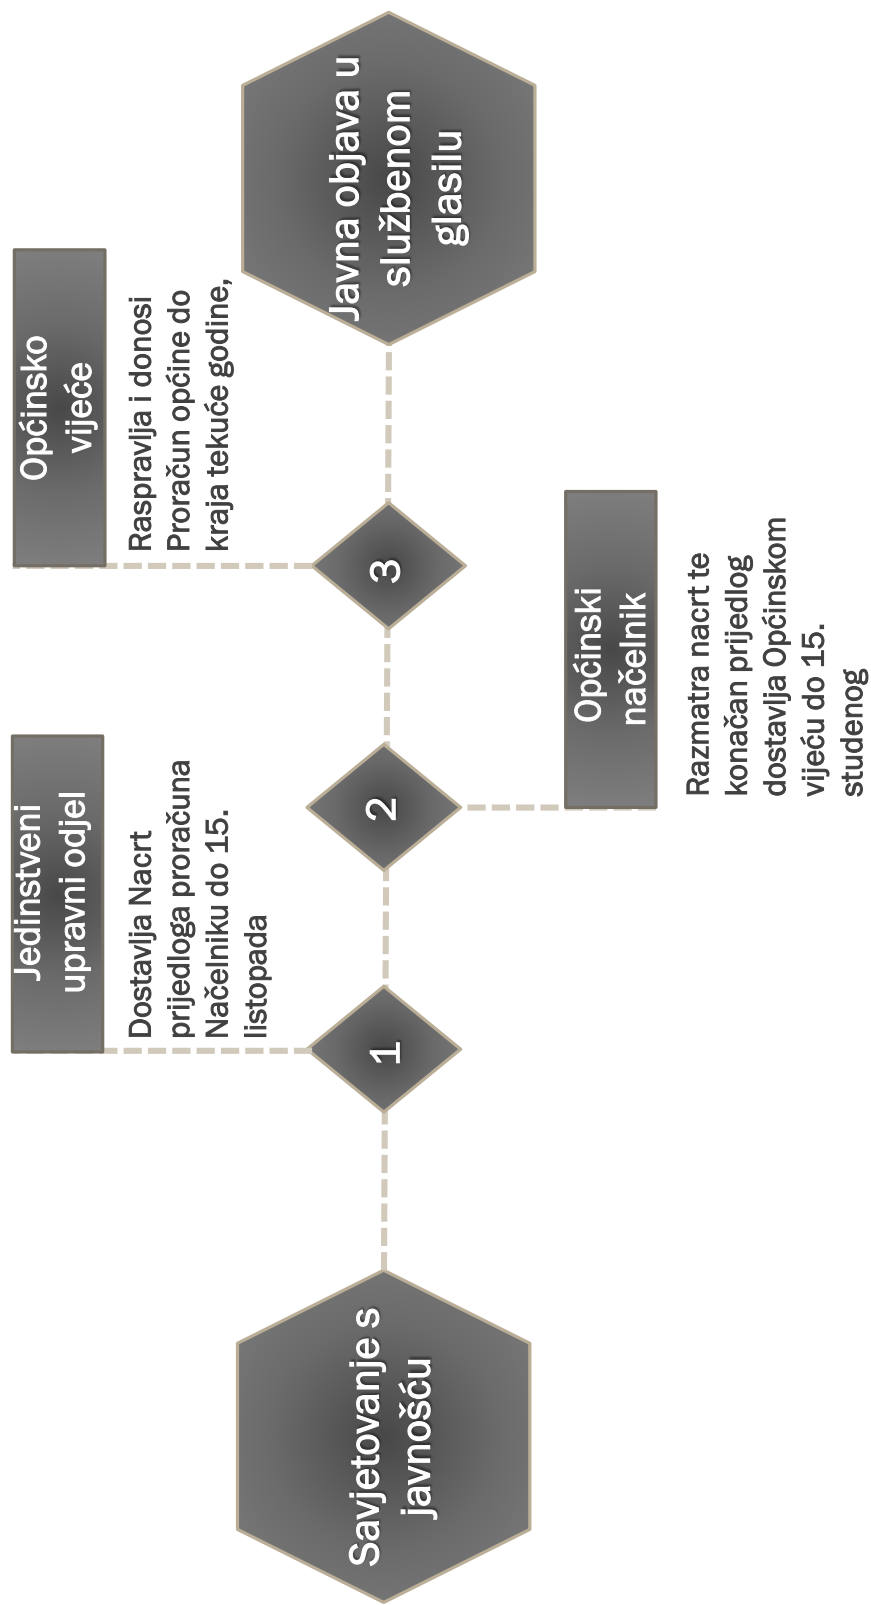 Savjetovanje s
javnošću
1
Jedinstveni
upravni odjel
Dostavlja Nacrt
prijedloga proračuna
Načelniku do 15.
listopada
2
Općinski
načelnik
Razmatra nacrt te
konačan prijedlog
dostavlja Općinskom
vijeću do 15.
studenog
3
Općinsko
vijeće
Raspravlja i donosi
Proračun općine do
kraja tekuće godine,
Javna objava u
službenom
glasilu